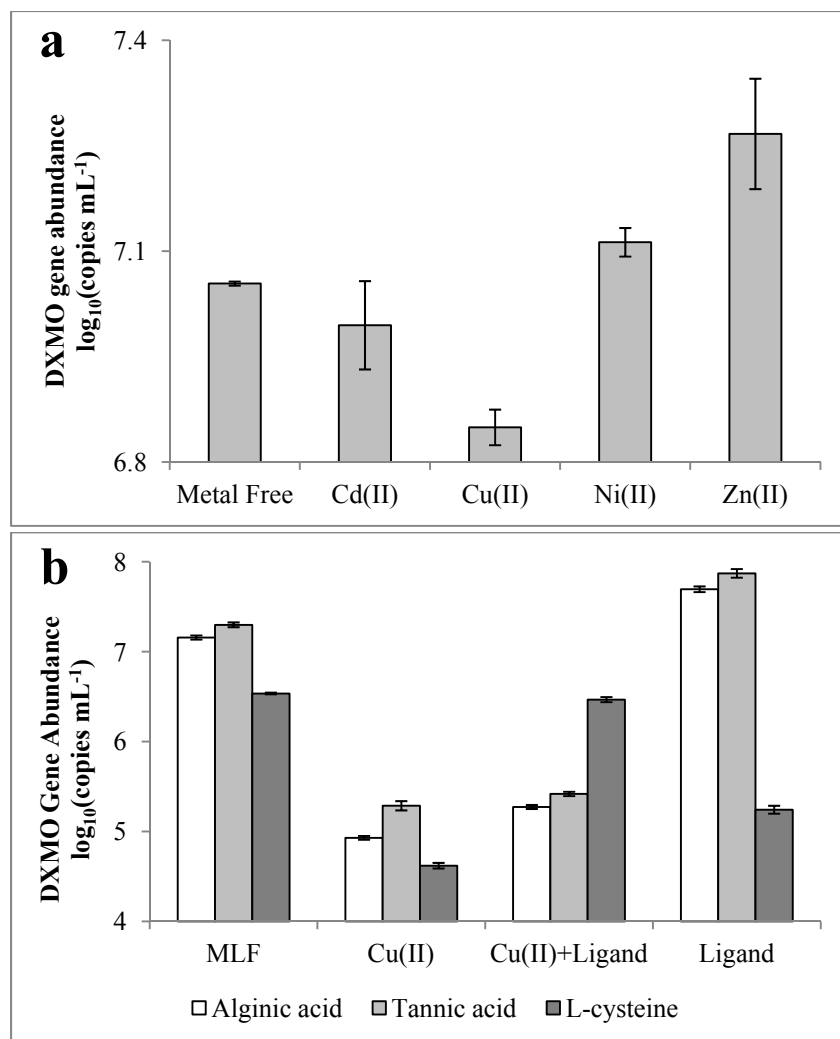 a
DXMO gene abundance
log₁₀(copies mL⁻¹)
7.4
7.1
6.8
Metal Free Cd(II) Cu(II) Ni(II) Zn(II)
b
DXMO Gene Abundance
log₁₀(copies mL⁻¹)
8
7
6
5
4
MLF Cu(II) Cu(II)+Ligand Ligand
Alginic acid Tannic acid L-cysteine